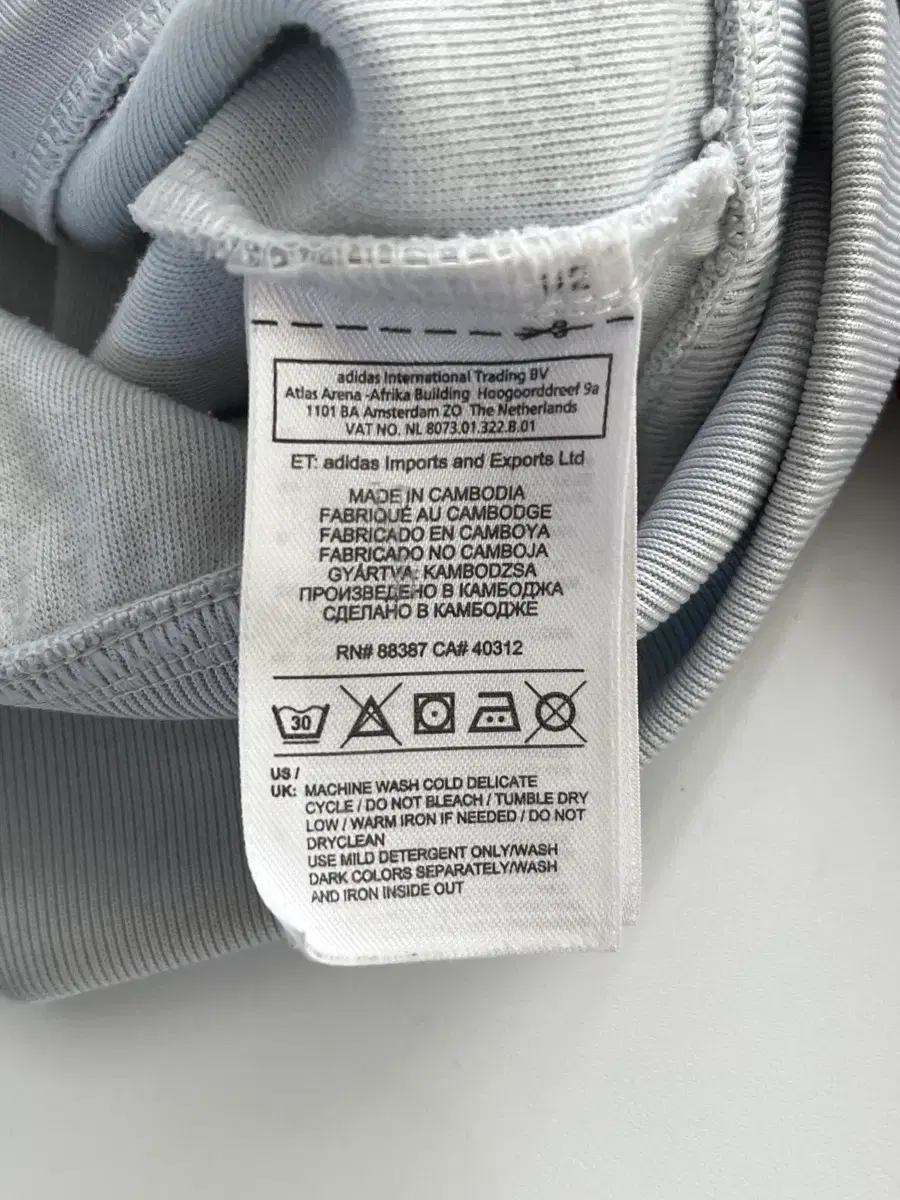 02
adidas International Trading BV
Atlas Arena -Afrika Building Hoogoorddreef 9a
1101 BA Amsterdam ZO The Netherlands
VAT NO. NL 8073.01.322.B.01
ET: adidas Imports and Exports Ltd
MADE IN CAMBODIA
FABRIQUÉ AU CAMBODGE
FABRICADO EN CAMBOYA
FABRICADO NO CAMBOJA
GYÁRTVA: KAMBODZSA
ПРОИЗВЕДЕНО В КАМБОДЖА
СДЕЛАНО В КАМБОДЖЕ
RN# 88387 CA# 40312
30
US /
UK: MACHINE WASH COLD DELICATE
CYCLE / DO NOT BLEACH / TUMBLE DRY
LOW / WARM IRON IF NEEDED / DO NOT
DRYCLEAN
USE MILD DETERGENT ONLY/WASH
DARK COLORS SEPARATELY/WASH
AND IRON INSIDE OUT